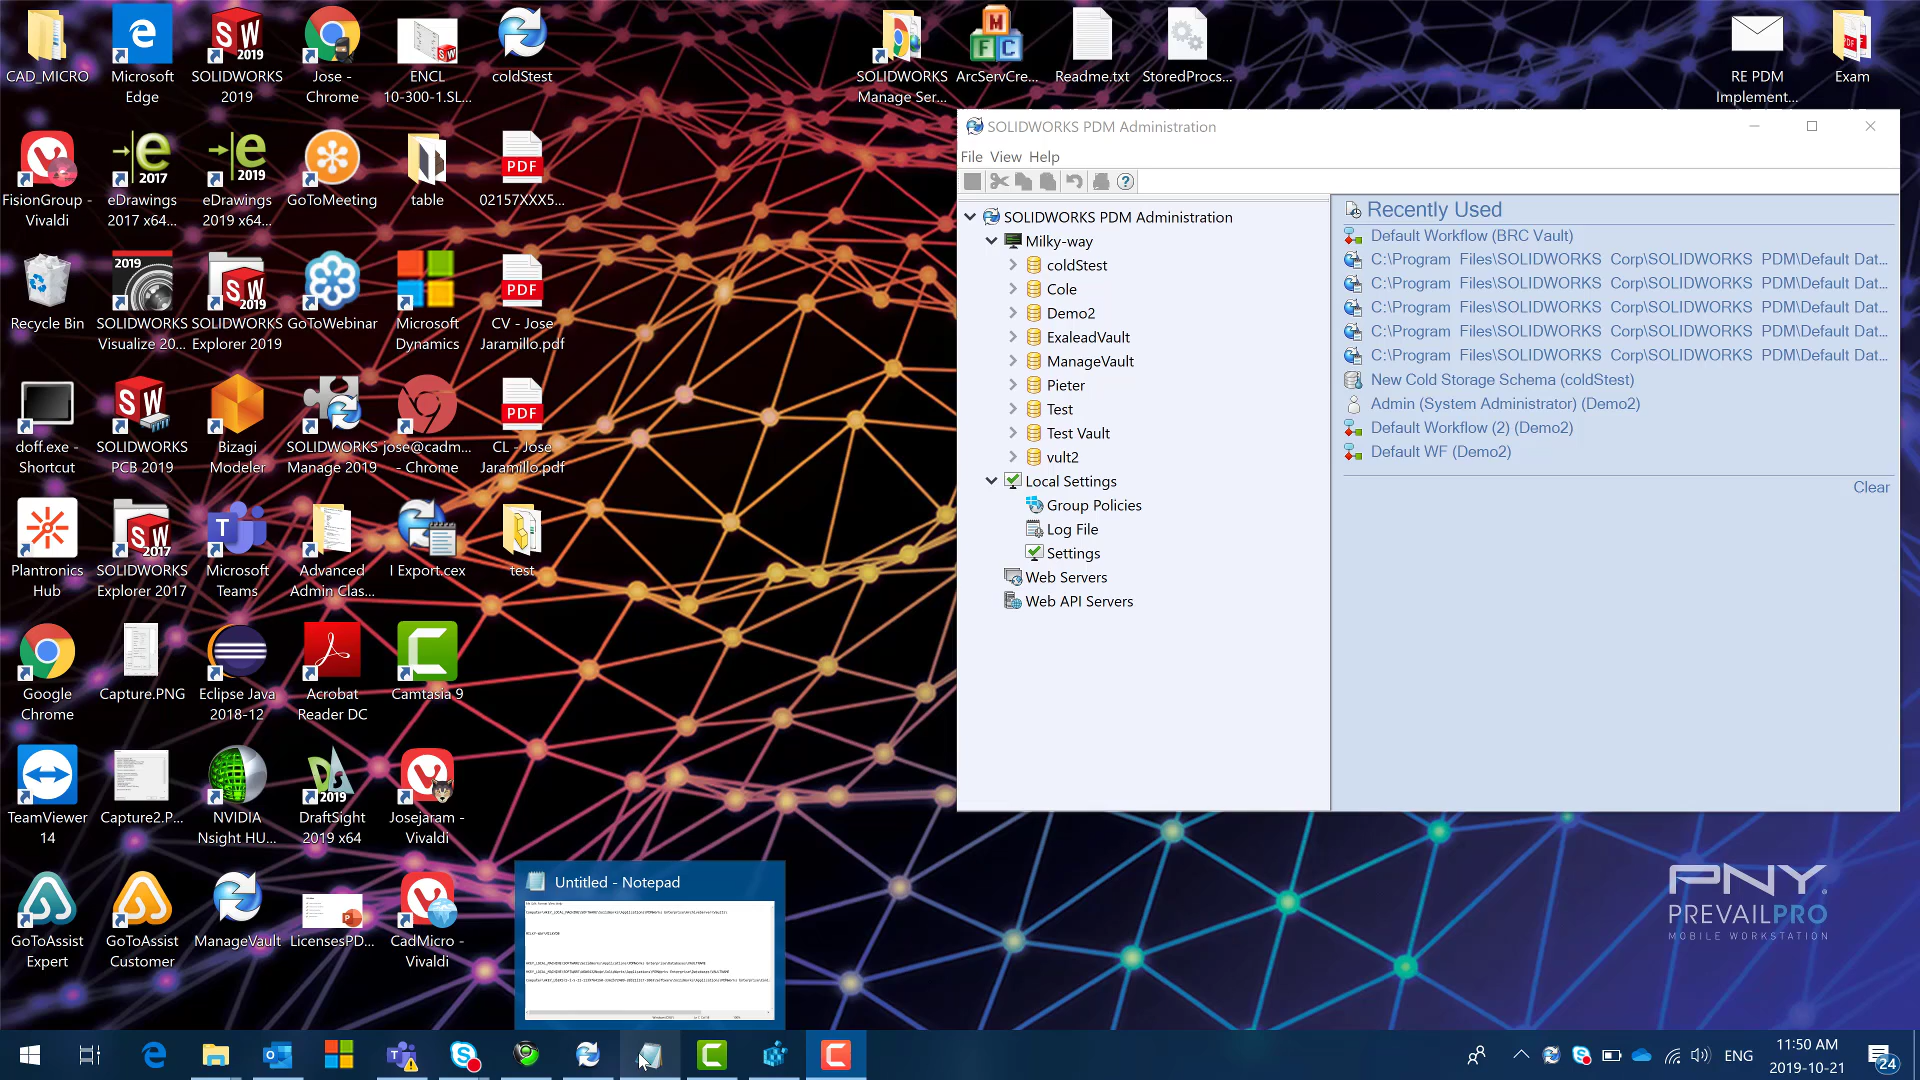 CAD_MICRO
Microsoft
Edge
SOLIDWORKS
2019
Jose -
Chrome
ENCL
10-300-1.SL...
coldStest
SOLIDWORKS
Manage Ser...
ArcServCre...
Readme.txt
StoredProcs...
RE PDM
Implement...
Exam
FisionGroup -
Vivaldi
eDrawings
2017 x64...
eDrawings
2019 x64...
GoToMeeting
table
02157XXX5...
Recycle Bin
SOLIDWORKS
Visualize 20...
SOLIDWORKS
Explorer 2019
GoToWebinar
Microsoft
Dynamics
CV - Jose
Jaramillo.pdf
doff.exe -
Shortcut
SOLIDWORKS
PCB 2019
Bizagi
Modeler
SOLIDWORKS
Manage 2019
jose@cadm...
- Chrome
CL - Jose
Jaramillo.pdf
Plantronics
Hub
SOLIDWORKS
Explorer 2017
Microsoft
Teams
Advanced
Admin Clas...
I Export.cex
test
Google
Chrome
Capture.PNG
Eclipse Java
2018-12
Acrobat
Reader DC
Camtasia 9
TeamViewer
14
Capture2.P...
NVIDIA
Nsight HU...
DraftSight
2019 x64
Josejaram -
Vivaldi
GoToAssist
Expert
GoToAssist
Customer
ManageVault
LicensesPD...
CadMicro -
Vivaldi
SOLIDWORKS PDM Administration
File View Help
SOLIDWORKS PDM Administration
Milky-way
coldStest
Cole
Demo2
ExaleadVault
ManageVault
Pieter
Test
Test Vault
vult2
Local Settings
Group Policies
Log File
Settings
Web Servers
Web API Servers
Recently Used
Default Workflow (BRC Vault)
C:\Program Files\SOLIDWORKS Corp\SOLIDWORKS PDM\Default Dat...
C:\Program Files\SOLIDWORKS Corp\SOLIDWORKS PDM\Default Dat...
C:\Program Files\SOLIDWORKS Corp\SOLIDWORKS PDM\Default Dat...
C:\Program Files\SOLIDWORKS Corp\SOLIDWORKS PDM\Default Dat...
C:\Program Files\SOLIDWORKS Corp\SOLIDWORKS PDM\Default Dat...
New Cold Storage Schema (coldStest)
Admin (System Administrator) (Demo2)
Default Workflow (2) (Demo2)
Default WF (Demo2)
Clear
Untitled - Notepad
PNY
PREVAILPRO
MOBILE WORKSTATION
ENG
11:50 AM
2019-10-21
24